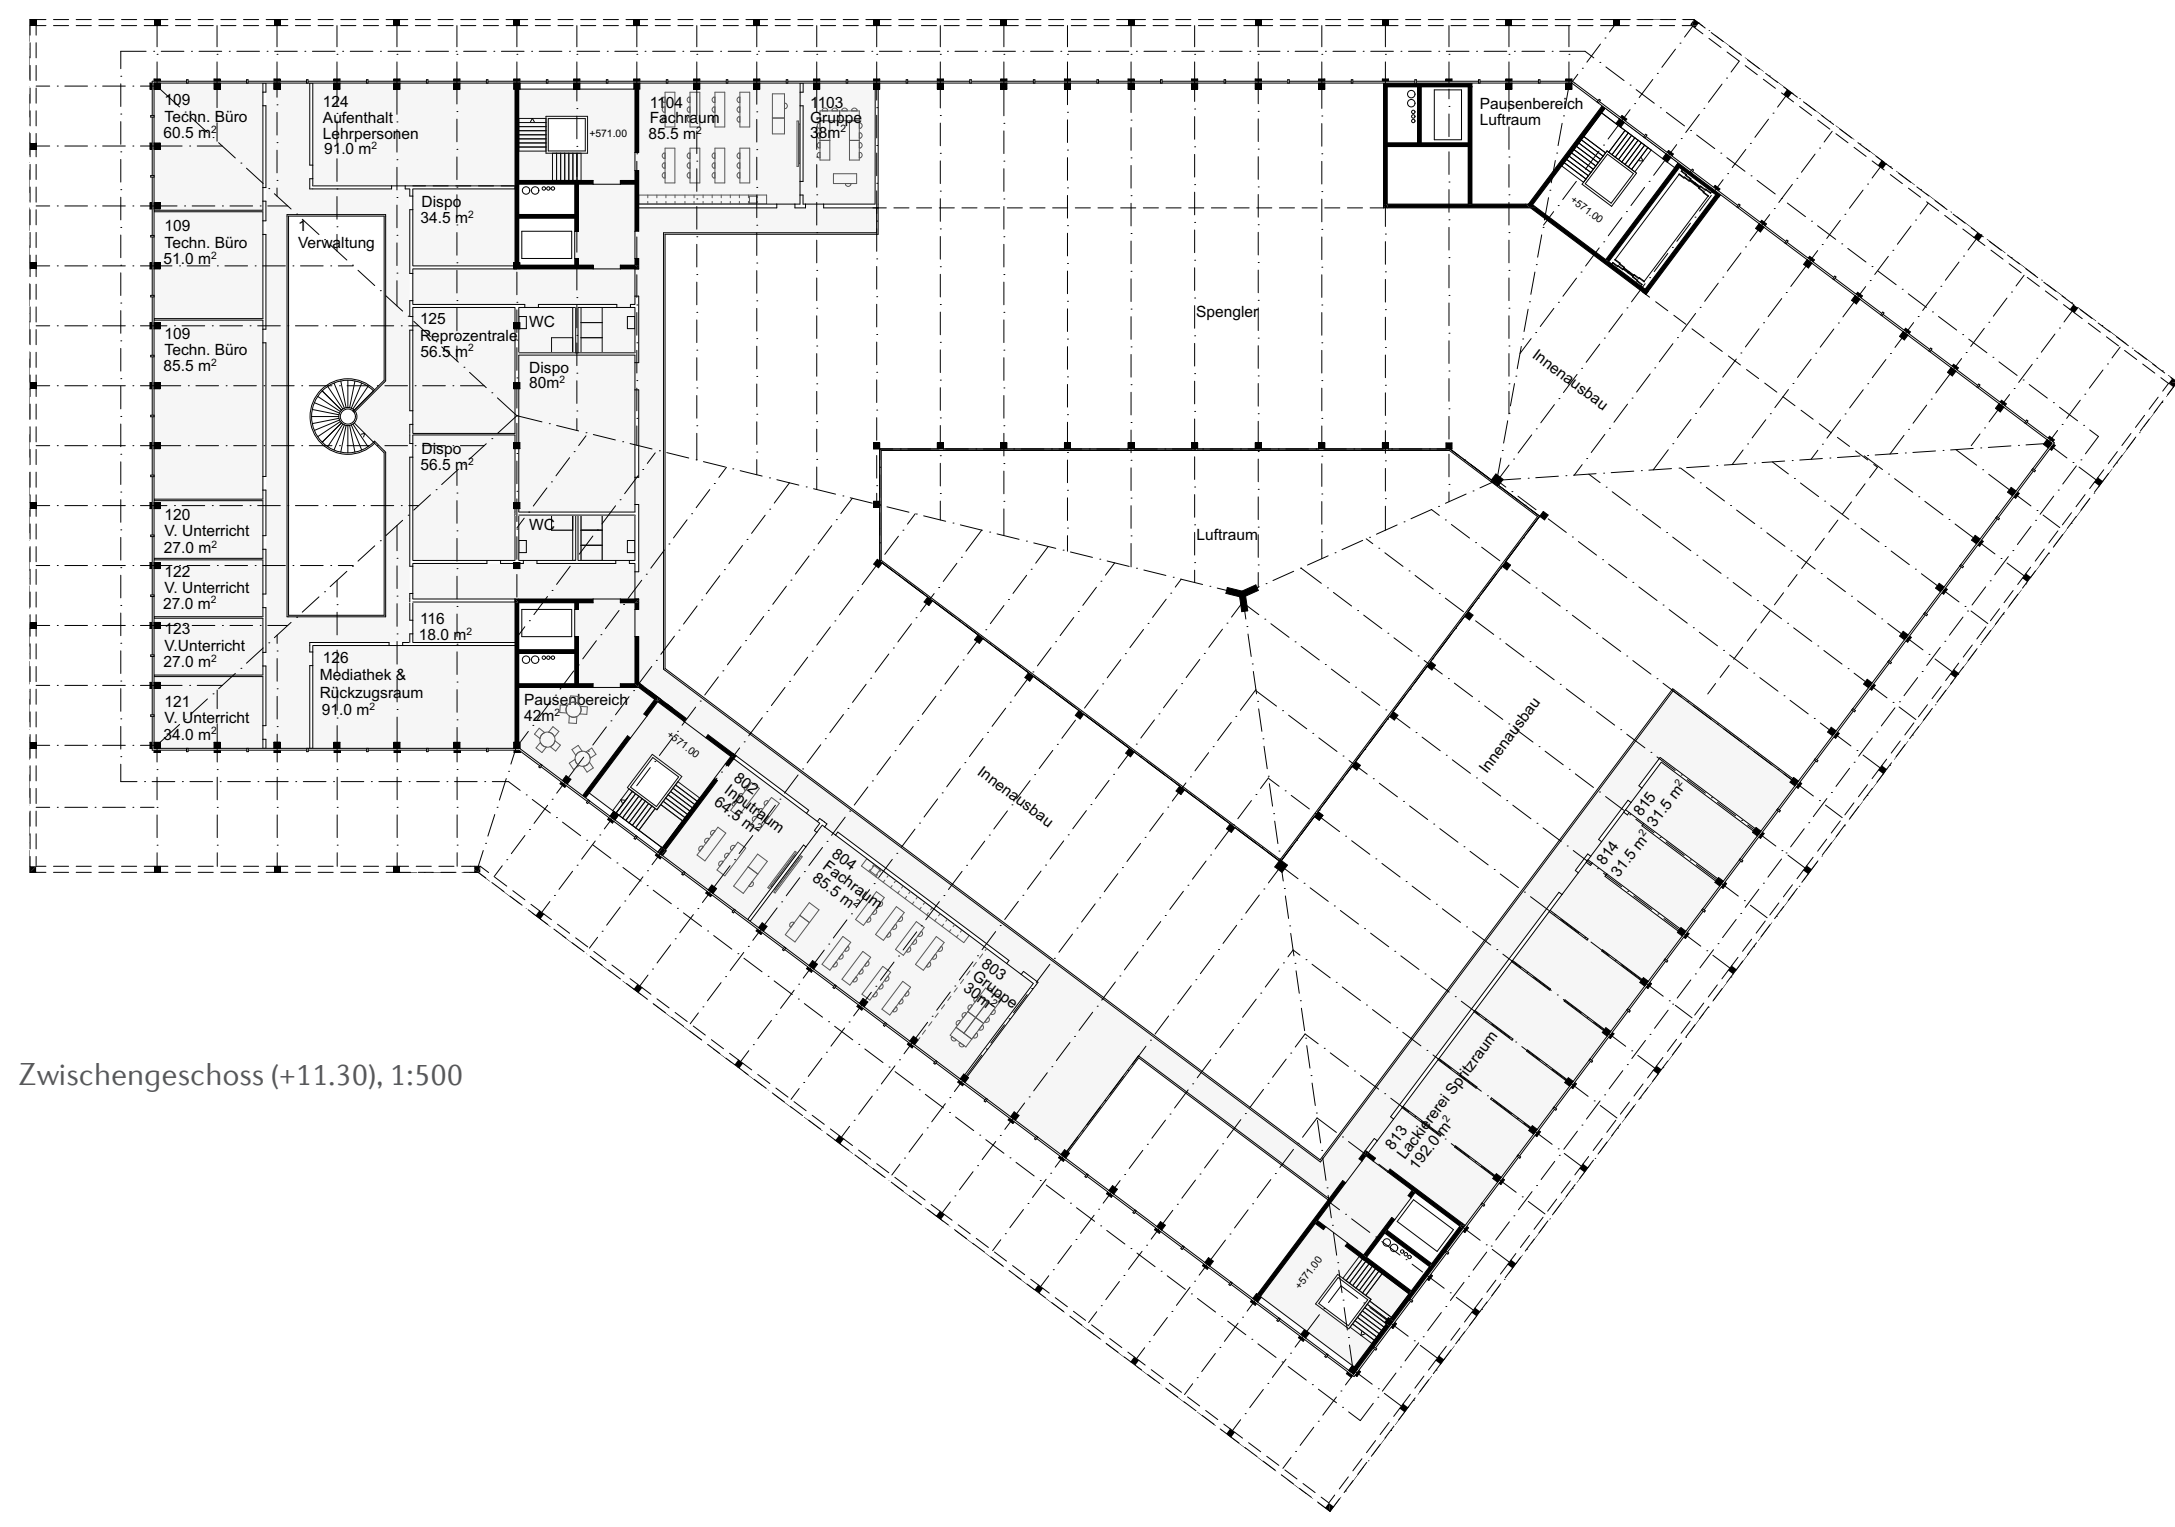 109
Techn. Büro
60.5 m²
124
Aufenthalt
Lehrpersonen
91.0 m²
+571.00
1104
Fachraum
85.5 m²
1103
Gruppe
38m²
Pausenbereich
Luftraum
+571.00
Dispo
34.5 m²
109
Techn. Büro
51.0 m²
1
Verwaltung
Spengler
Innenausbau
109
Techn. Büro
85.5 m²
125
Reprozentrale
56.5 m²
WC
Dispo
80m²
Dispo
56.5 m²
120
V. Unterricht
27.0 m²
WC
Luftraum
122
V. Unterricht
27.0 m²
123
V.Unterricht
27.0 m²
116
18.0 m²
126
Mediathek &
Rückzugsraum
91.0 m²
121
V. Unterricht
34.0 m²
Pausenbereich
42m²
+571.00
802
Inputraum
64.5 m²
Innenausbau
Innenausbau
815
31.5 m²
814
31.5 m²
804
Fachraum
85.5 m²
803
Gruppe
30m²
813
Lackiererei Spritzraum
192.0 m²
+571.00
Zwischengeschoss (+11.30), 1:500